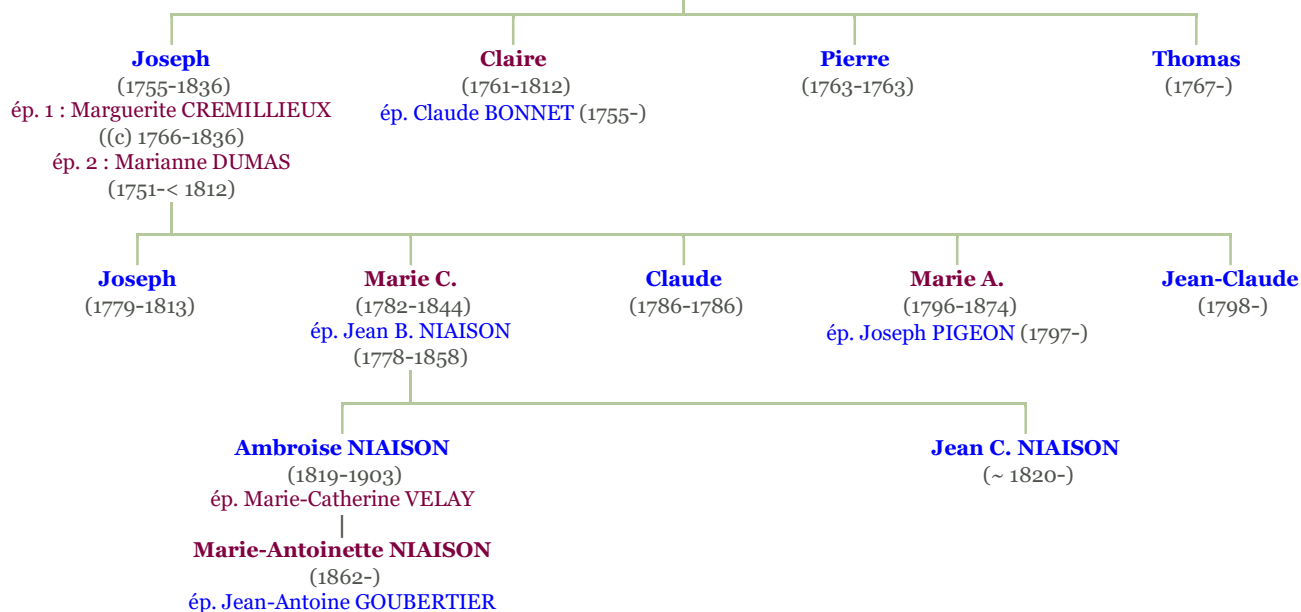 Joseph
(1755-1836)
ép. 1 : Marguerite CREMILLIEUX
((c) 1766-1836)
ép. 2 : Marianne DUMAS
(1751-< 1812)
Claire
(1761-1812)
ép. Claude BONNET (1755-)
Pierre
(1763-1763)
Thomas
(1767-)
Joseph
(1779-1813)
Marie C.
(1782-1844)
ép. Jean B. NIAISON
(1778-1858)
Claude
(1786-1786)
Marie A.
(1796-1874)
ép. Joseph PIGEON (1797-)
Jean-Claude
(1798-)
Ambroise NIAISON
(1819-1903)
ép. Marie-Catherine VELAY
Jean C. NIAISON
(~ 1820-)
Marie-Antoinette NIAISON
(1862-)
ép. Jean-Antoine GOUBERTIER